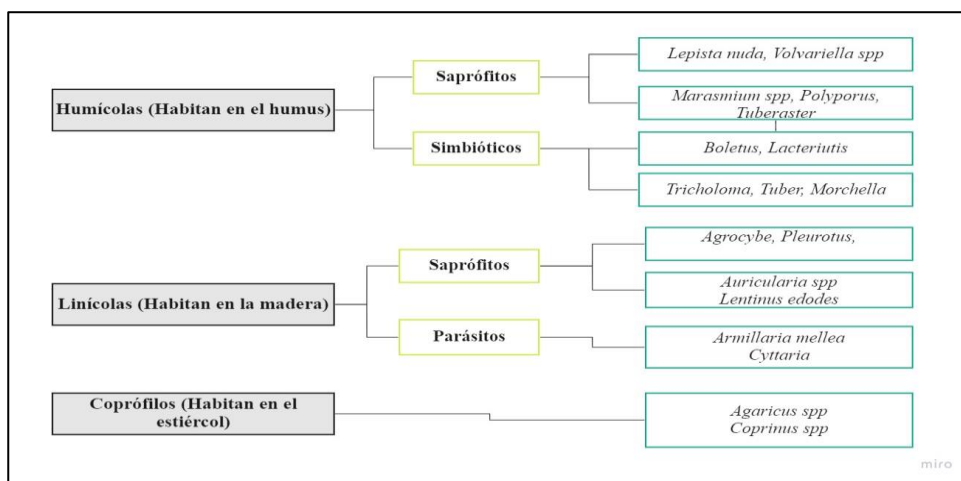 Humícolas (Habitan en el humus)
Saprófitos
Lepista nuda, Volvariella spp
Marasmium spp, Polyporus,
Tuberaster
Simbióticos
Boletus, Lacteriutis
Tricholoma, Tuber, Morchella
Linícolas (Habitan en la madera)
Saprófitos
Agrocybe, Pleurotus,
Auricularia spp
Lentinus edodes
Parásitos
Armillaria mellea
Cyttaria
Coprófilos (Habitan en el
estiércol)
Agaricus spp
Coprinus spp
miro